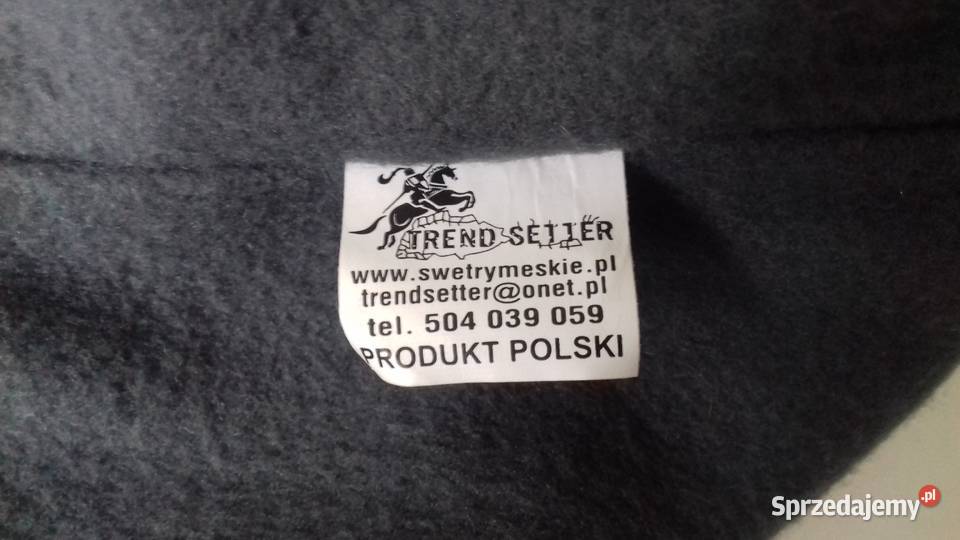 TREND SETTER
www.swetrymeskie.pl
trendsetter@onet.pl
tel. 504 039 059
PRODUKT POLSKI
Sprzedajemy.pl